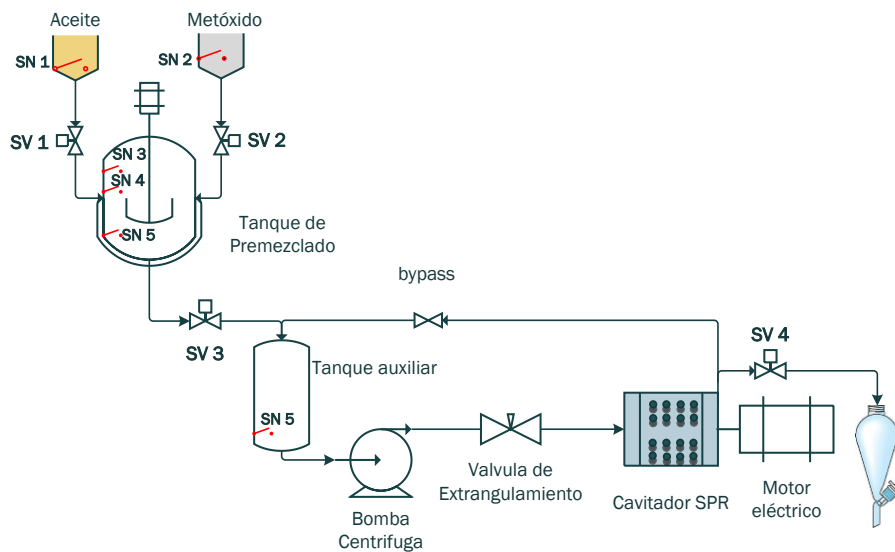 Aceite
Metóxido
SN 1
SN 2
SV 1
SV 2
SN 3
SN 4
SN 5
Tanque de
Premezclado
bypass
SV 3
SV 4
Tanque auxiliar
SN 5
Valvula de
Extrangulamiento
Cavitador SPR
Motor
eléctrico
Bomba
Centrifuga